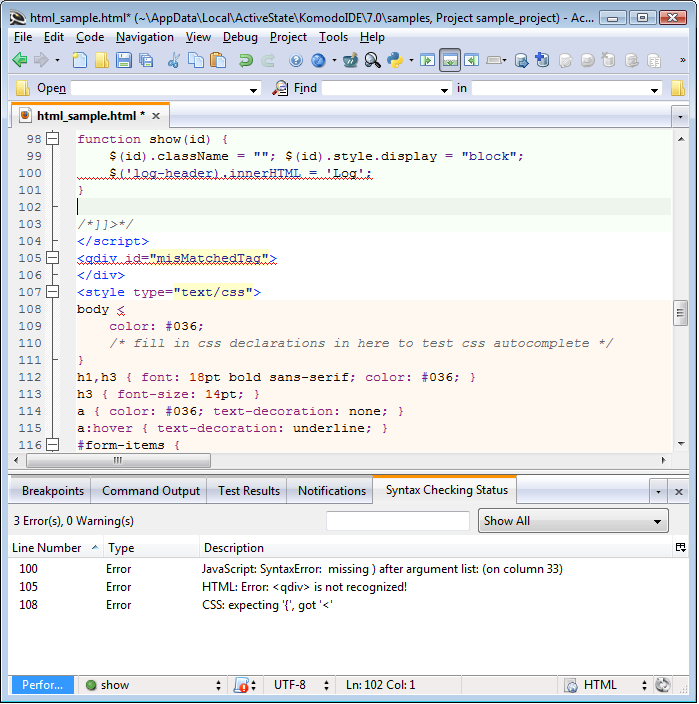 html_sample.html* (~\AppData\Local\ActiveState\KomodoIDE\7.0\samples, Project sample_project) - Ac...
File Edit Code Navigation View Debug Project Tools Help
Open Find in
html_sample.html *
98 function show(id) {
99 $(id).className = ""; $(id).style.display = "block";
100 $('log-header).innerHTML = 'Log';
101 }
102
103 /*]]>*/
104 </script>
105 <qdiv id="misMatchedTag">
106 </div>
107 <style type="text/css">
108 body <
109 color: #036;
110 /* fill in css declarations in here to test css autocomplete */
111 }
112 h1,h3 { font: 18pt bold sans-serif; color: #036; }
113 h3 { font-size: 14pt; }
114 a { color: #036; text-decoration: none; }
115 a:hover { text-decoration: underline; }
116 #form-items {
Breakpoints Command Output Test Results Notifications Syntax Checking Status
3 Error(s), 0 Warning(s) Show All
Line Number Type Description
100 Error JavaScript: SyntaxError: missing ) after argument list: (on column 33)
105 Error HTML: Error: <qdiv> is not recognized!
108 Error CSS: expecting '{', got '<'
Perfor... show UTF-8 Ln: 102 Col: 1 HTML